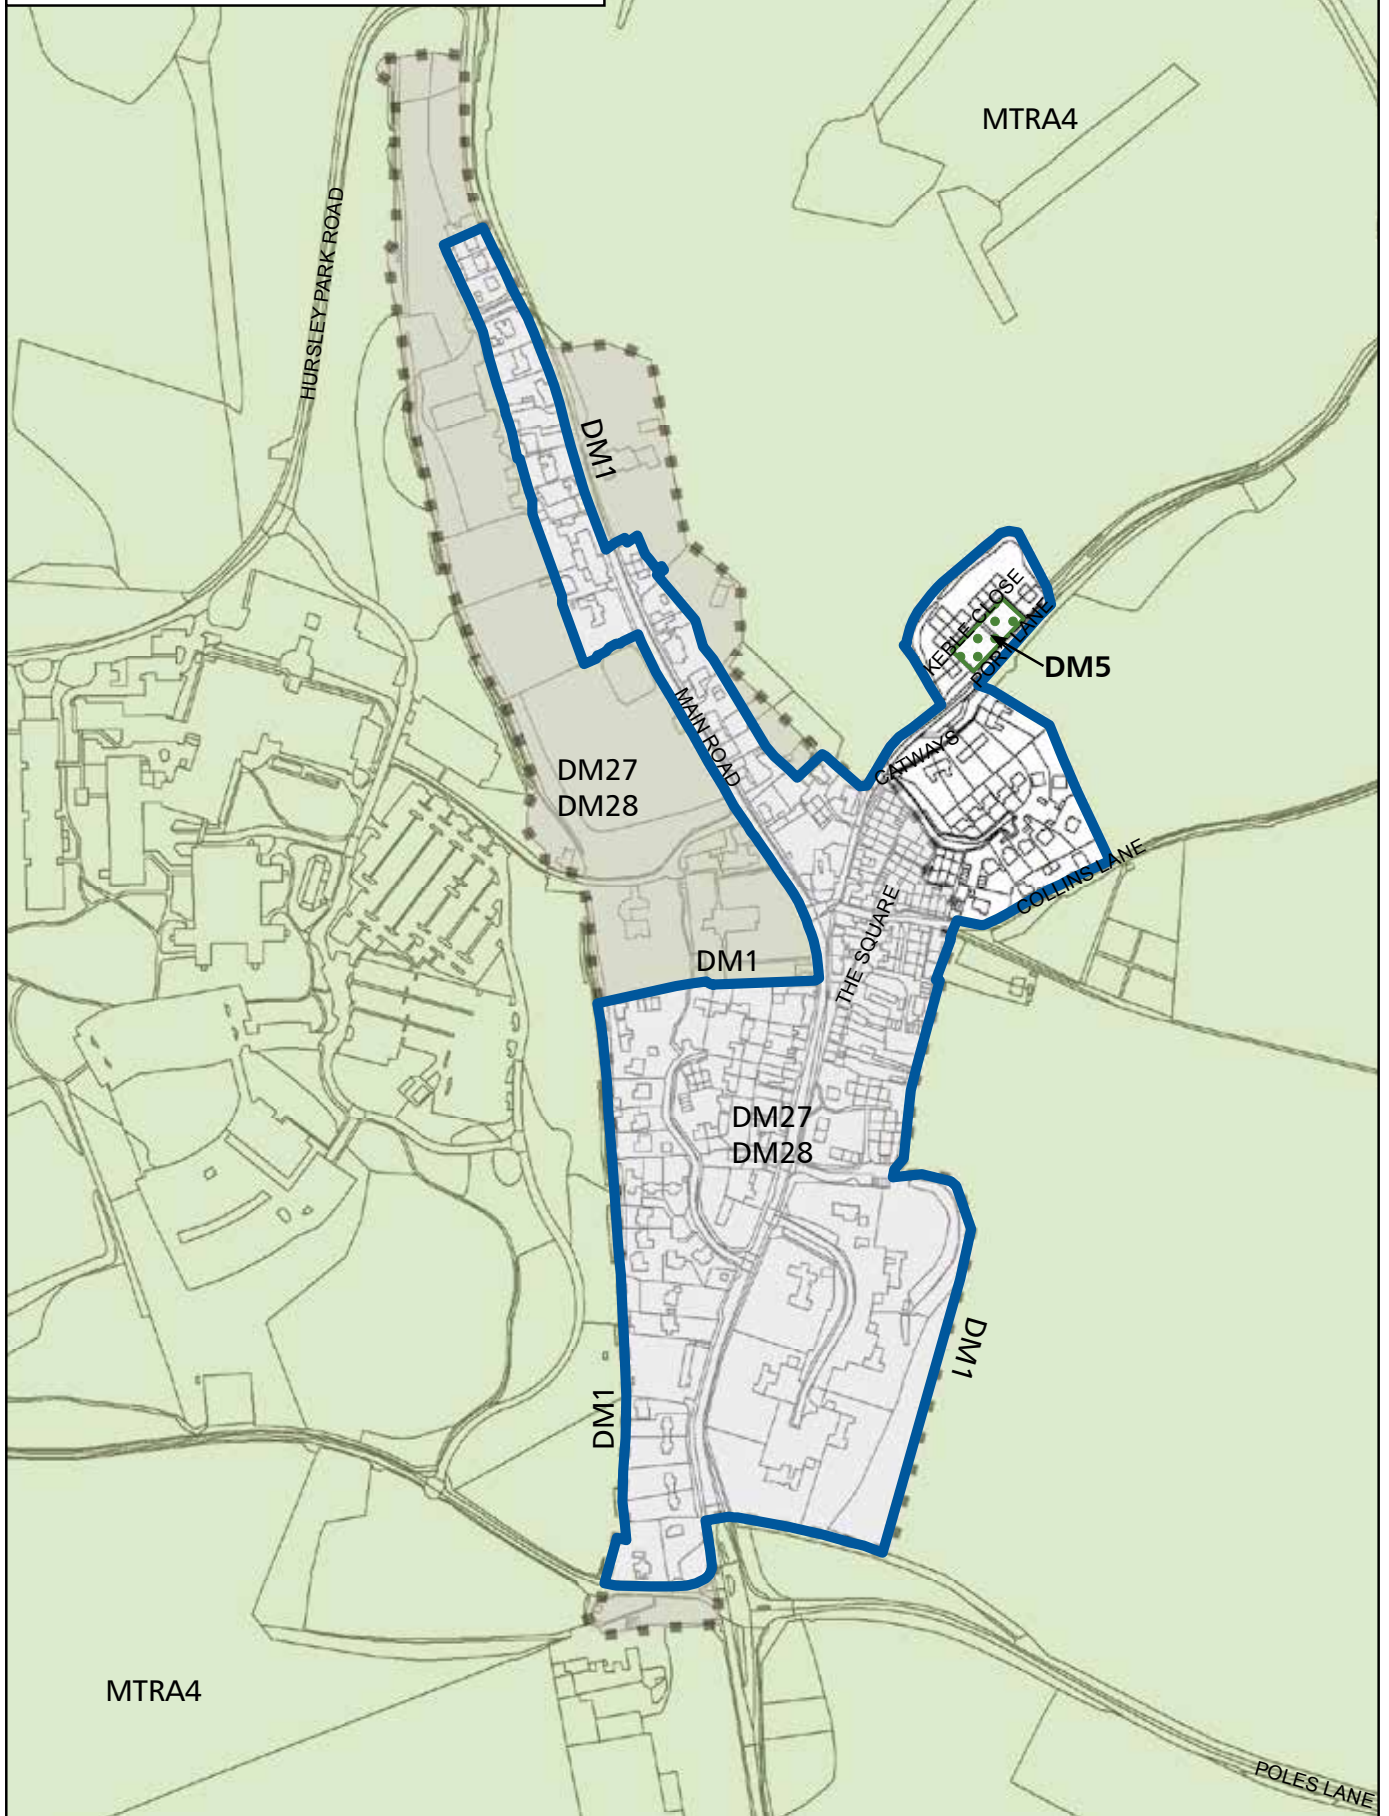 MTRA4
HURSLEY PARK ROAD
DM1
KEBLE CLOSE
PORT LANE
DM5
MAIN ROAD
CATWAYS
DM27
DM28
COLLINS LANE
THE SQUARE
DM1
DM27
DM28
DM1
DM1
MTRA4
POLES LANE